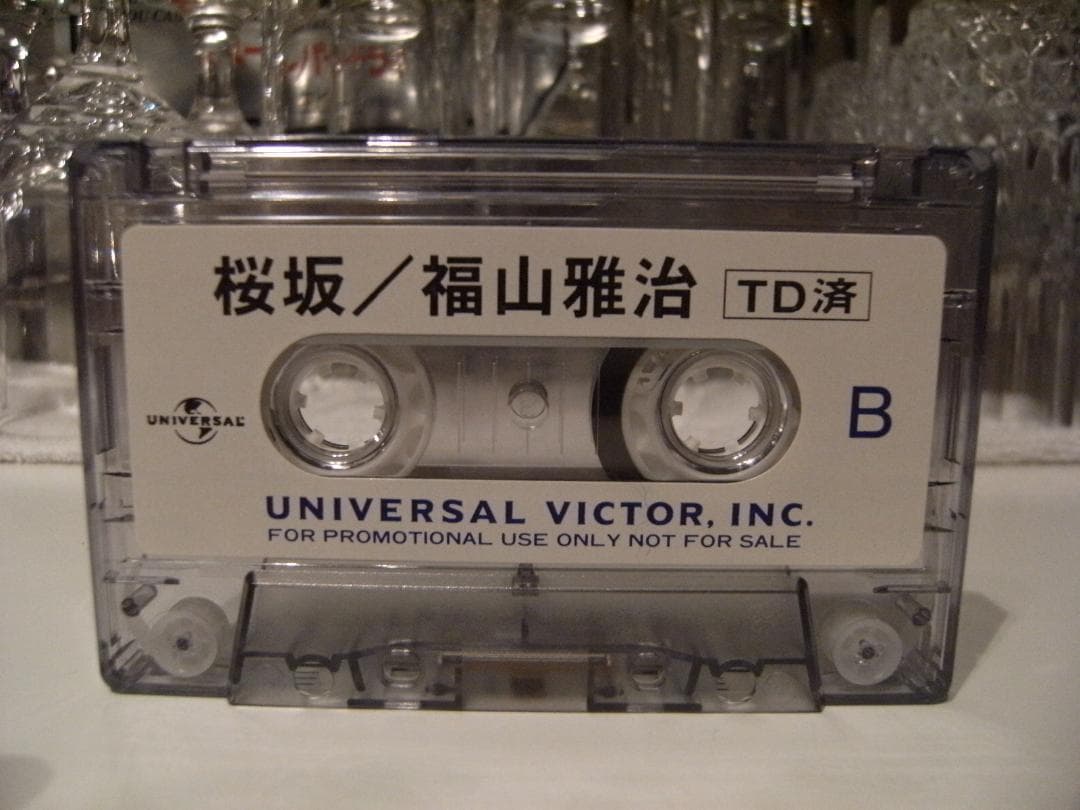 桜坂／福山雅治 TD済
UNIVERSAL
B
UNIVERSAL VICTOR, INC.
FOR PROMOTIONAL USE ONLY NOT FOR SALE